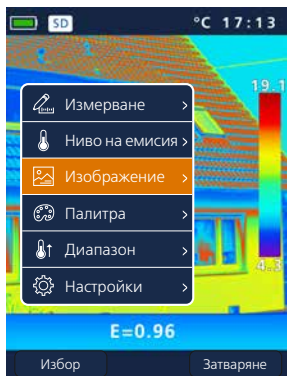 SD °C 17:13
19.1
Измерване
Ниво на емисия
Изображение
Палитра
Диапазон
Настройки
4.3
E=0.96
Избор Затваряне